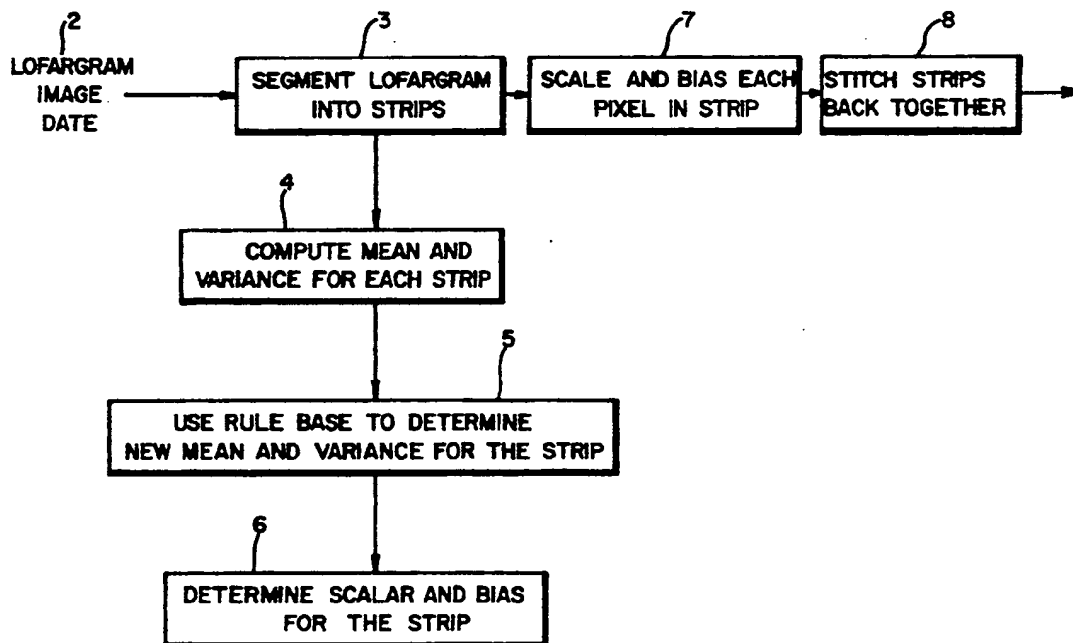 2
LOFARGRAM
IMAGE
DATE
3
SEGMENT LOFARGRAM
INTO STRIPS
7
SCALE AND BIAS EACH
PIXEL IN STRIP
8
STITCH STRIPS
BACK TOGETHER
4
COMPUTE MEAN AND
VARIANCE FOR EACH STRIP
5
USE RULE BASE TO DETERMINE
NEW MEAN AND VARIANCE FOR THE STRIP
6
DETERMINE SCALAR AND BIAS
FOR THE STRIP